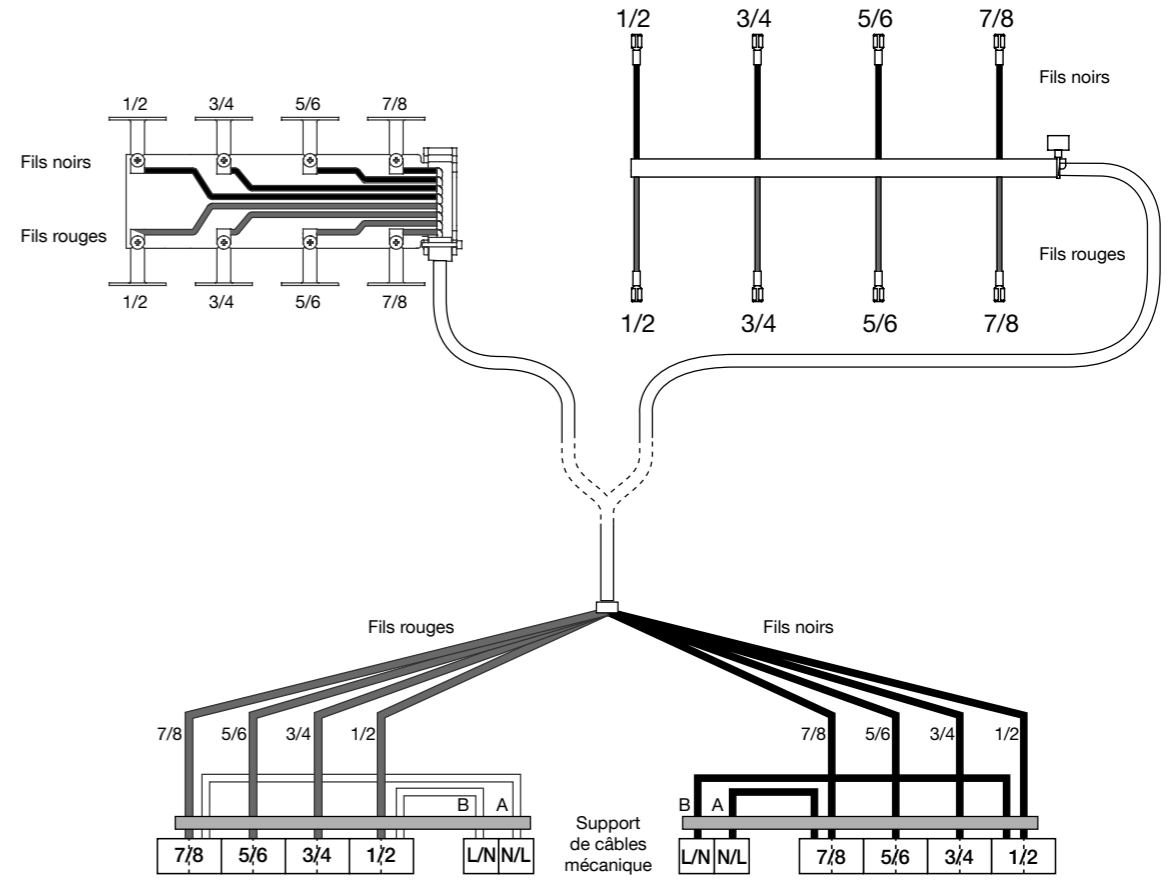 1/2 3/4 5/6 7/8
Fils noirs
Fils rouges
1/2 3/4 5/6 7/8
1/2 3/4 5/6 7/8
Fils noirs
Fils rouges
1/2 3/4 5/6 7/8
Fils rouges
Fils noirs
7/8 5/6 3/4 1/2
7/8 5/6 3/4 1/2
B A
B A
7/8 5/6 3/4 1/2 L/N N/L
Support
de câbles
mécanique
L/N N/L 7/8 5/6 3/4 1/2